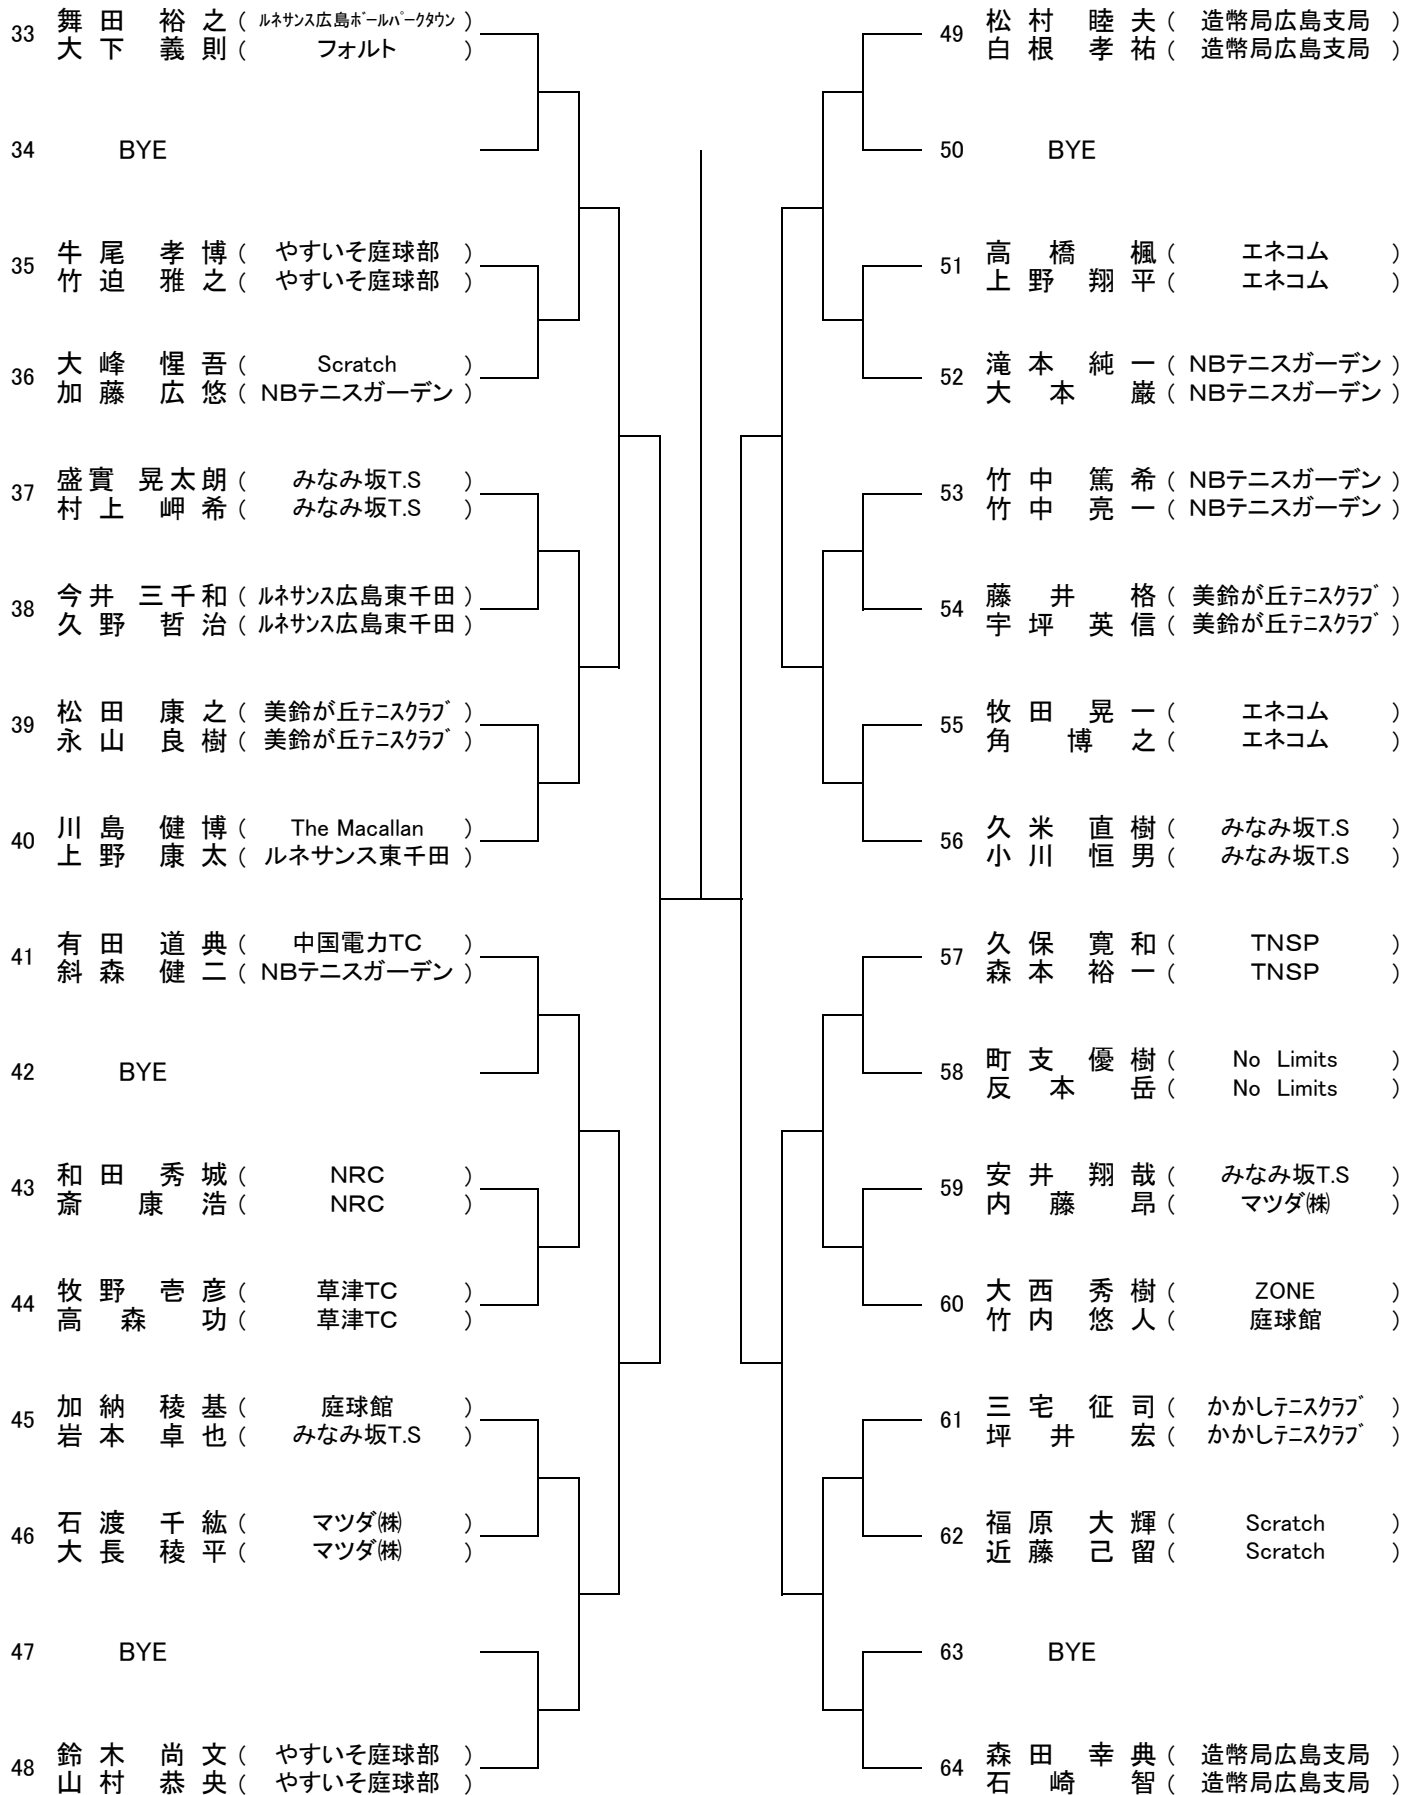 33 舞田 裕之 ( ﾙﾈｻﾝｽ広島ﾎﾞｰﾙﾊﾟｰｸタウン )
大下 義則 ( フォルト )
34 BYE
35 牛尾 孝博 ( やすいそ庭球部 )
竹迫 雅之 ( やすいそ庭球部 )
36 大峰 惺吾 ( Scratch )
加藤 広悠 ( NBテニスガーデン )
37 盛實 晃太朗 ( みなみ坂T.S )
村上 岬希 ( みなみ坂T.S )
38 今井 三千和 ( ﾙﾈｻﾝｽ広島東千田 )
久野 哲治 ( ﾙﾈｻﾝｽ広島東千田 )
39 松田 康之 ( 美鈴が丘ﾃﾆｽｸﾗﾌﾞ )
永山 良樹 ( 美鈴が丘ﾃﾆｽｸﾗﾌﾞ )
40 川島 健博 ( The Macallan )
上野 康太 ( ルネサンス東千田 )
41 有田 道典 ( 中国電力TC )
斜森 健二 ( NBテニスガーデン )
42 BYE
43 和田 秀城 ( NRC )
斎 康浩 ( NRC )
44 牧野 壱彦 ( 草津TC )
高森 功 ( 草津TC )
45 加納 稜基 ( 庭球館 )
岩本 卓也 ( みなみ坂T.S )
46 石渡 千紘 ( マツダ㈱ )
大長 稜平 ( マツダ㈱ )
47 BYE
48 鈴木 尚文 ( やすいそ庭球部 )
山村 恭央 ( やすいそ庭球部 )
49 松村 睦夫 ( 造幣局広島支局 )
白根 孝祐 ( 造幣局広島支局 )
50 BYE
51 高橋 楓 ( エネコム )
上野 翔平 ( エネコム )
52 滝本 純一 ( NBテニスガーデン )
大本 巌 ( NBテニスガーデン )
53 竹中 篤希 ( NBテニスガーデン )
竹中 亮一 ( NBテニスガーデン )
54 藤井 格 ( 美鈴が丘ﾃﾆｽｸﾗﾌﾞ )
宇坪 英信 ( 美鈴が丘ﾃﾆｽｸﾗﾌﾞ )
55 牧田 晃一 ( エネコム )
角 博之 ( エネコム )
56 久米 直樹 ( みなみ坂T.S )
小川 恒男 ( みなみ坂T.S )
57 久保 寛和 ( TNSP )
森本 裕一 ( TNSP )
58 町支 優樹 ( No Limits )
反本 岳 ( No Limits )
59 安井 翔哉 ( みなみ坂T.S )
内藤 昂 ( マツダ㈱ )
60 大西 秀樹 ( ZONE )
竹内 悠人 ( 庭球館 )
61 三宅 征司 ( かかしﾃﾆｽｸﾗﾌﾞ )
坪井 宏 ( かかしﾃﾆｽｸﾗﾌﾞ )
62 福原 大輝 ( Scratch )
近藤 己留 ( Scratch )
63 BYE
64 森田 幸典 ( 造幣局広島支局 )
石崎 智 ( 造幣局広島支局 )